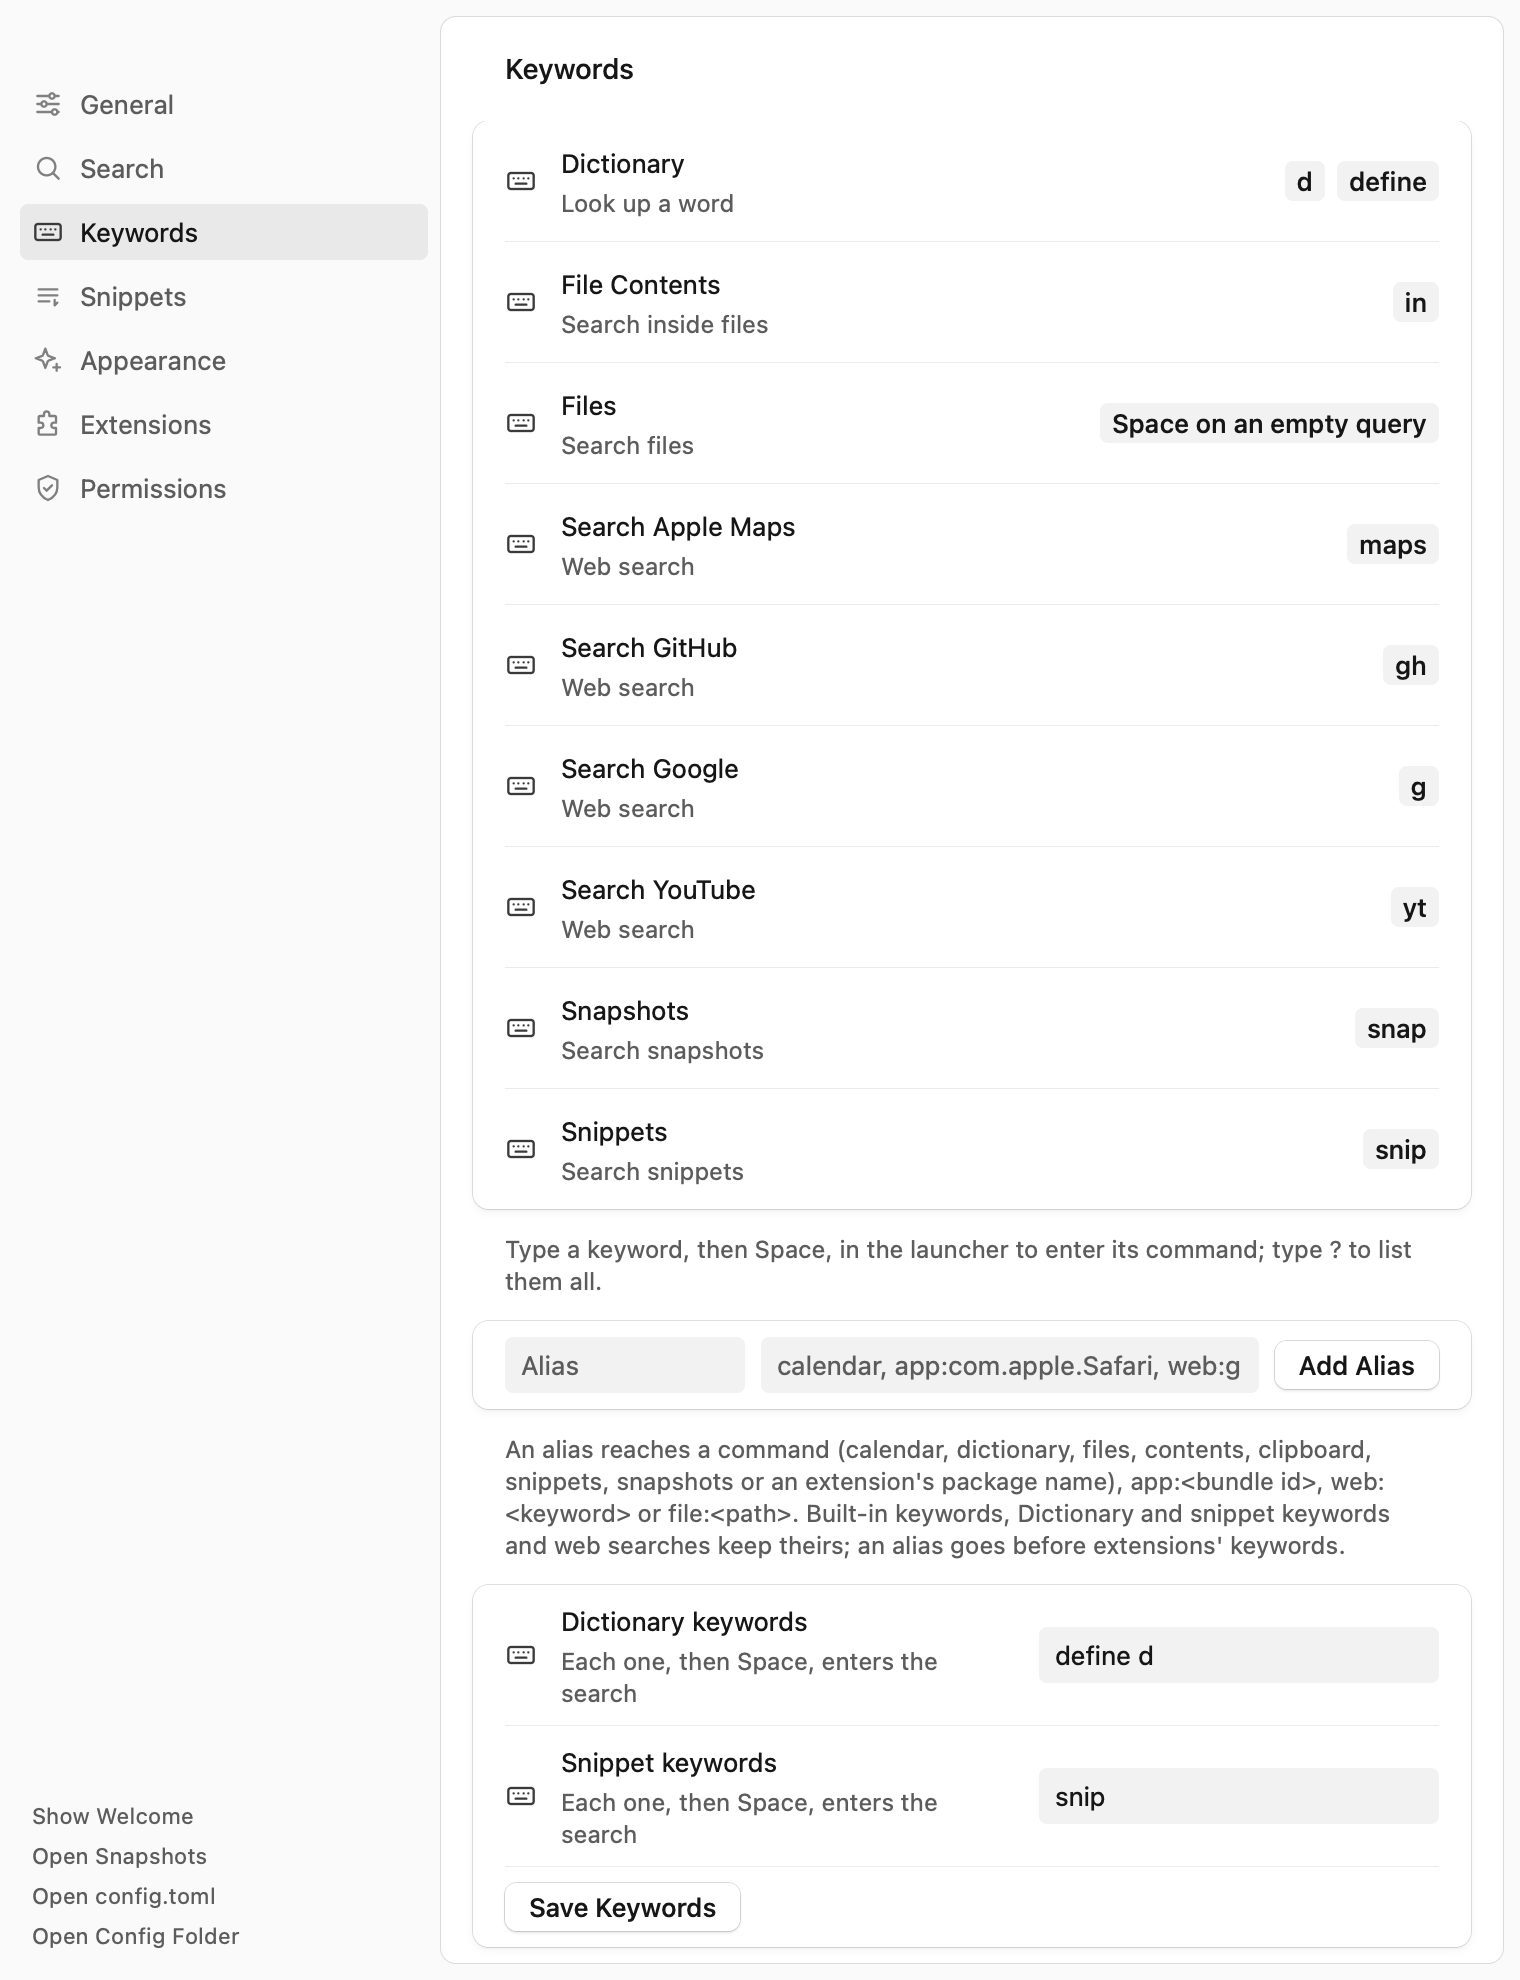 General
Search
Keywords
Snippets
Appearance
Extensions
Permissions
Show Welcome
Open Snapshots
Open config.toml
Open Config Folder
Keywords
Dictionary
Look up a word
d define
File Contents
Search inside files
in
Files
Search files
Space on an empty query
Search Apple Maps
Web search
maps
Search GitHub
Web search
gh
Search Google
Web search
g
Search YouTube
Web search
yt
Snapshots
Search snapshots
snap
Snippets
Search snippets
snip
Type a keyword, then Space, in the launcher to enter its command; type ? to list
them all.
Alias
calendar, app:com.apple.Safari, web:g
Add Alias
An alias reaches a command (calendar, dictionary, files, contents, clipboard,
snippets, snapshots or an extension's package name), app:<bundle id>, web:
<keyword> or file:<path>. Built-in keywords, Dictionary and snippet keywords
and web searches keep theirs; an alias goes before extensions' keywords.
Dictionary keywords
Each one, then Space, enters the
search
define d
Snippet keywords
Each one, then Space, enters the
search
snip
Save Keywords